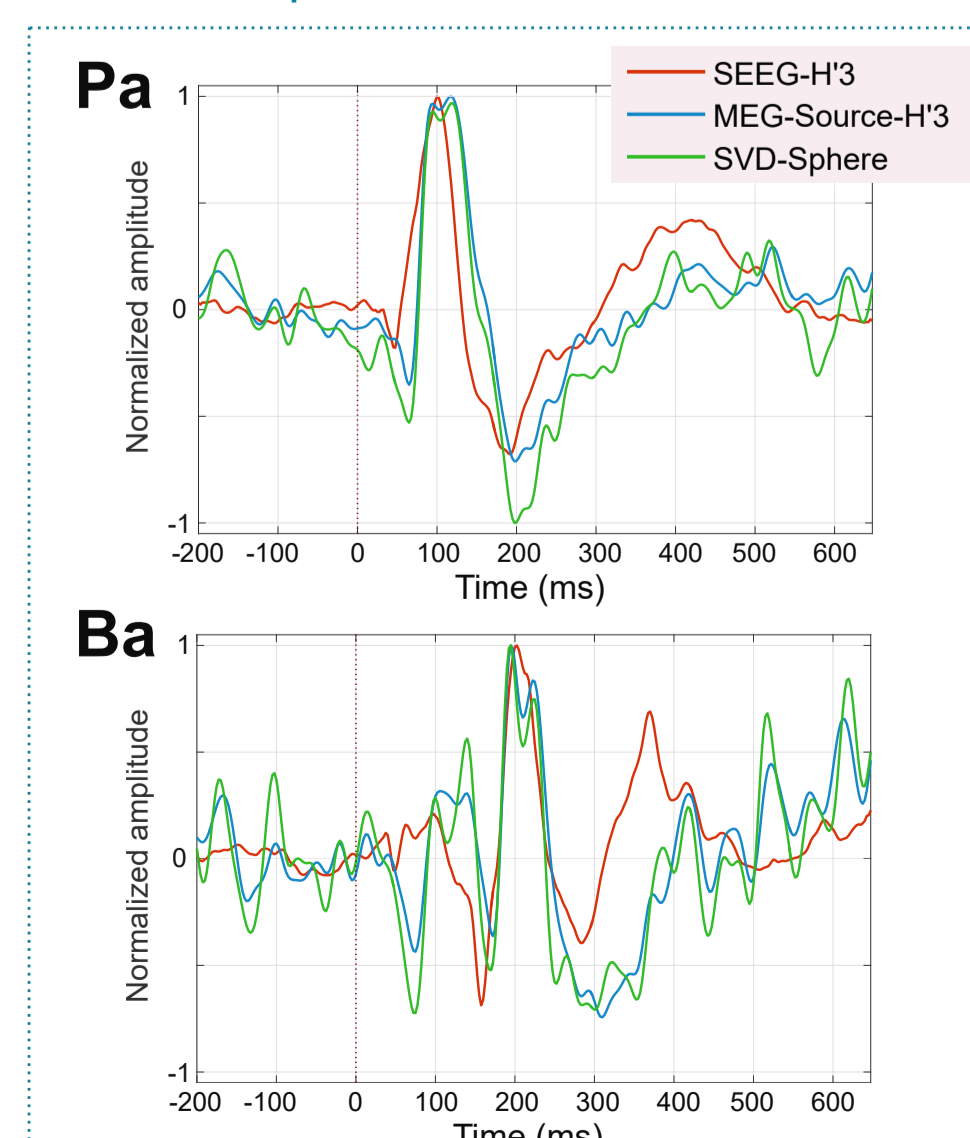 Pa
SEEG-H'3
MEG-Source-H'3
SVD-Sphere
Normalized amplitude
1
0
-1
-200 -100 0 100 200 300 400 500 600
Time (ms)
Ba
Normalized amplitude
1
0
-1
-200 -100 0 100 200 300 400 500 600
Time (ms)